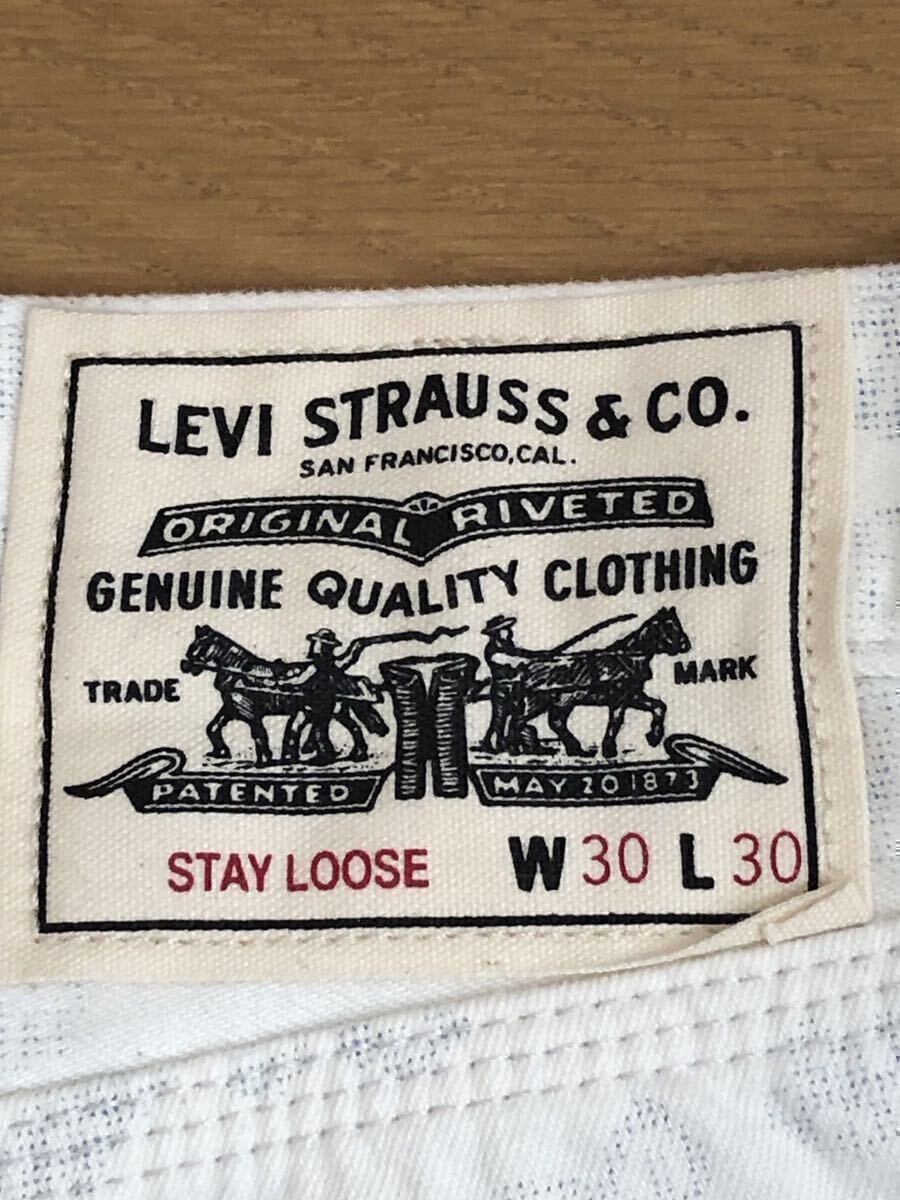 LEVI STRAUSS & CO.
SAN FRANCISCO, CAL.
ORIGINAL RIVETED
GENUINE QUALITY CLOTHING
TRADE MARK
PATENTED MAY 20 1873
STAY LOOSE W 30 L 30